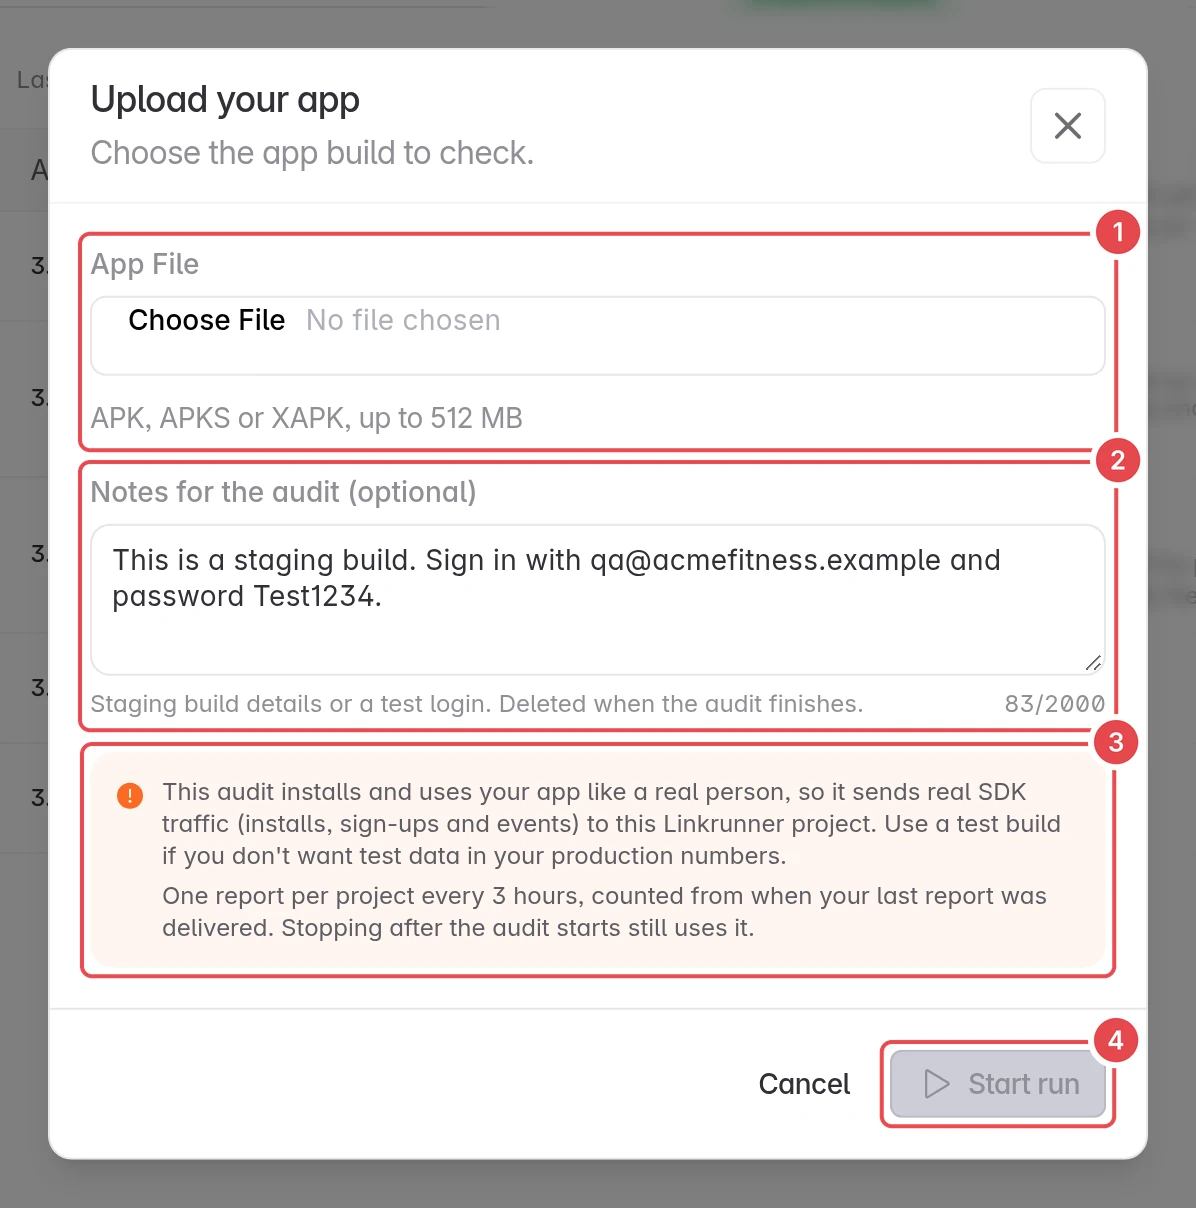 Upload your app
Choose the app build to check.
1
App File
Choose File No file chosen
APK, APKS or XAPK, up to 512 MB
2
Notes for the audit (optional)
This is a staging build. Sign in with qa@acmefitness.example and
password Test1234.
Staging build details or a test login. Deleted when the audit finishes. 83/2000
3
This audit installs and uses your app like a real person, so it sends real SDK
traffic (installs, sign-ups and events) to this Linkrunner project. Use a test build
if you don't want test data in your production numbers.
One report per project every 3 hours, counted from when your last report was
delivered. Stopping after the audit starts still uses it.
4
Cancel Start run
3.
3.
3.
3.
3.